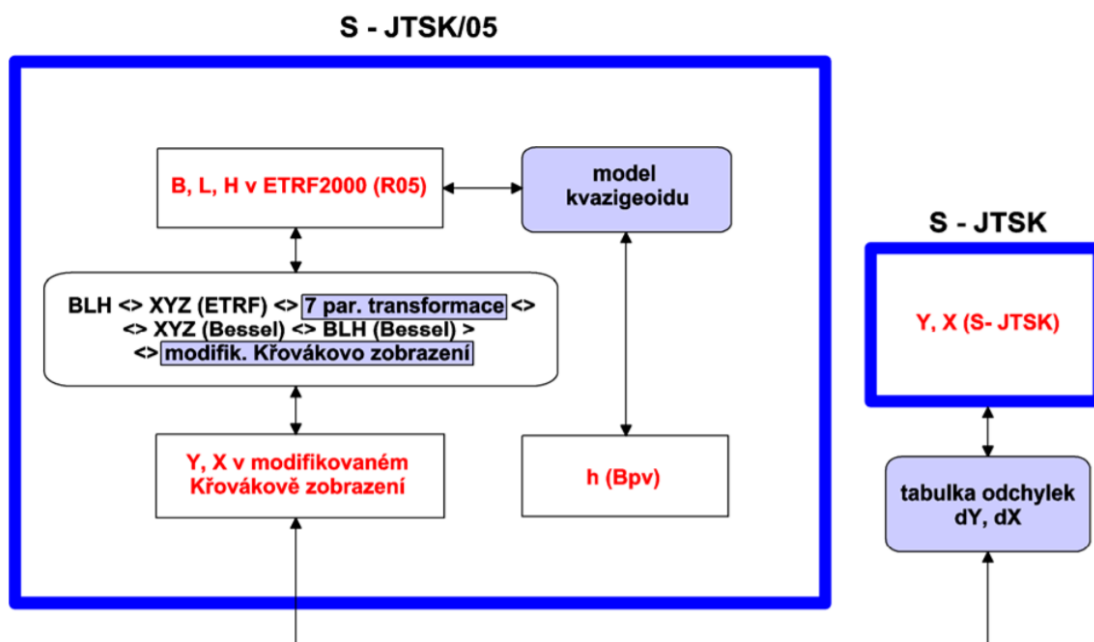 S - JTSK/05
B, L, H v ETRF2000 (R05)
model
kvazigeoidu
BLH <> XYZ (ETRF) <> 7 par. transformace <>
<> XYZ (Bessel) <> BLH (Bessel) >
<> modifik. Křovákovo zobrazení
Y, X v modifikovaném
Křovákově zobrazení
h (Bpv)
S - JTSK
Y, X (S- JTSK)
tabulka odchylek
dY, dX